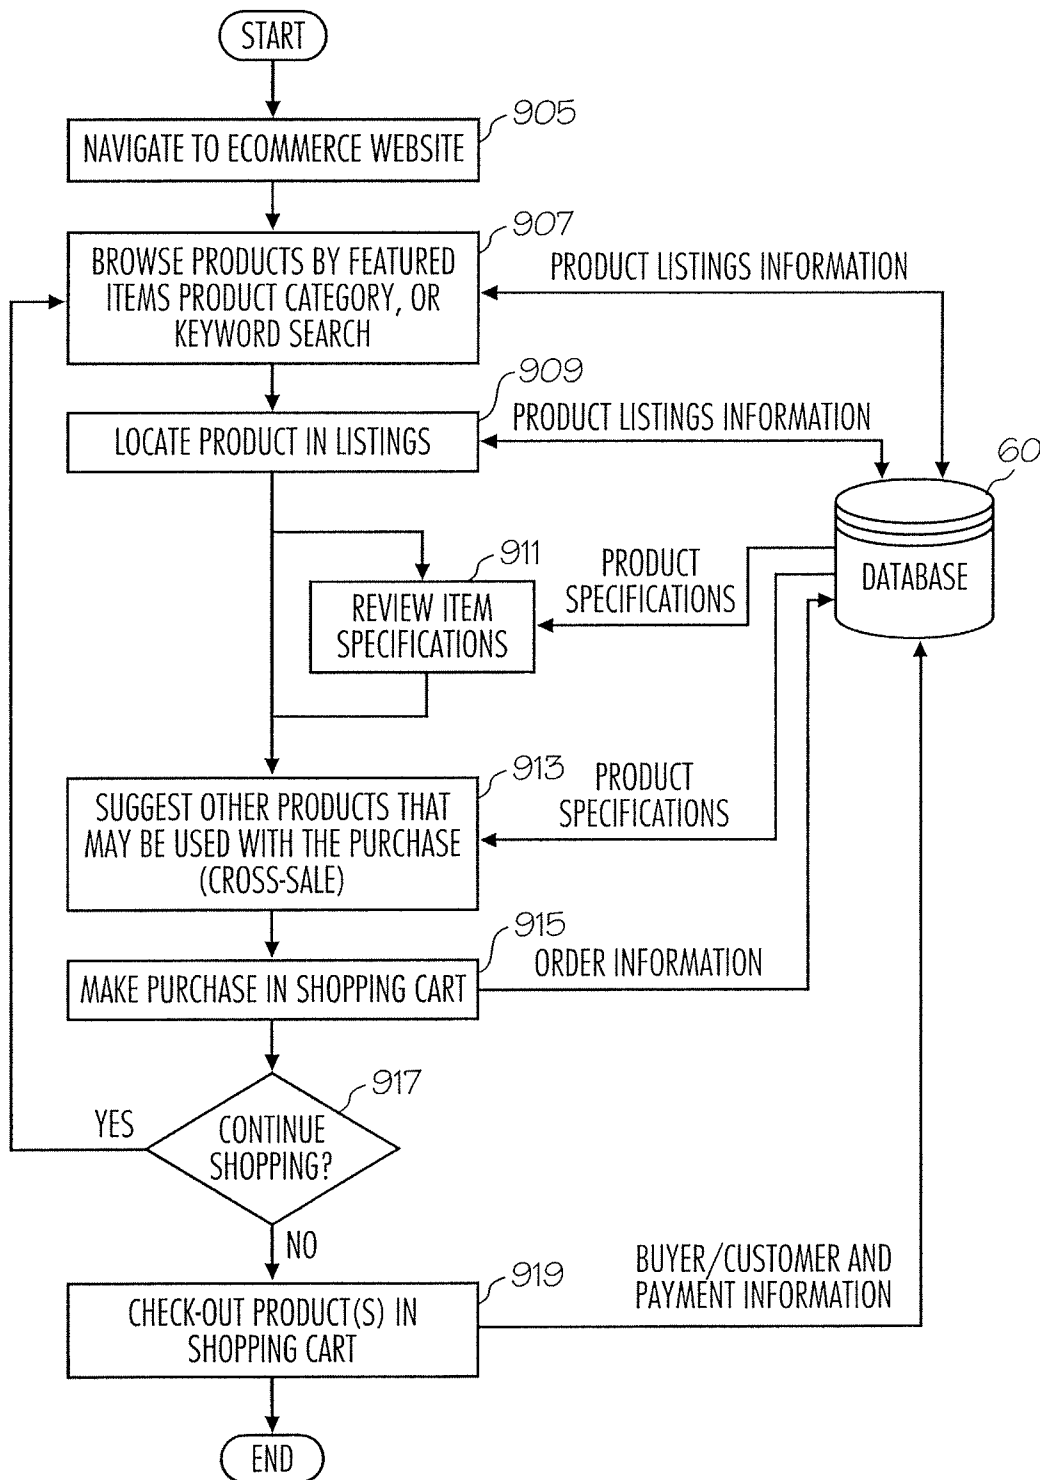 START
905
NAVIGATE TO ECOMMERCE WEBSITE
907
BROWSE PRODUCTS BY FEATURED
ITEMS PRODUCT CATEGORY, OR
KEYWORD SEARCH
PRODUCT LISTINGS INFORMATION
909
LOCATE PRODUCT IN LISTINGS
PRODUCT LISTINGS INFORMATION
60
DATABASE
911
REVIEW ITEM
SPECIFICATIONS
PRODUCT
SPECIFICATIONS
913
SUGGEST OTHER PRODUCTS THAT
MAY BE USED WITH THE PURCHASE
(CROSS-SALE)
PRODUCT
SPECIFICATIONS
915
MAKE PURCHASE IN SHOPPING CART
ORDER INFORMATION
917
YES
CONTINUE
SHOPPING?
NO
919
CHECK-OUT PRODUCT(S) IN
SHOPPING CART
BUYER/CUSTOMER AND
PAYMENT INFORMATION
END